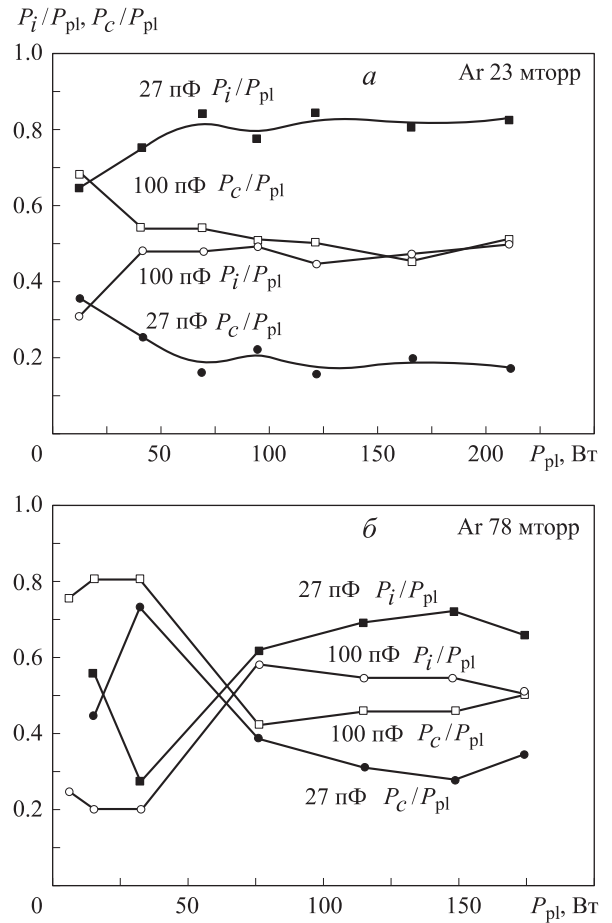 P_i/P_pl, P_c/P_pl
1.0
а
Ar 23 мторр
27 пФ P_i/P_pl
0.8
100 пФ P_c/P_pl
0.6
0.4
100 пФ P_i/P_pl
27 пФ P_c/P_pl
0.2
0
50
100
150
200
P_pl, Вт
1.0
б
Ar 78 мторр
0.8
27 пФ P_i/P_pl
100 пФ P_i/P_pl
0.6
0.4
100 пФ P_c/P_pl
27 пФ P_c/P_pl
0.2
0
50
100
150
P_pl, Вт